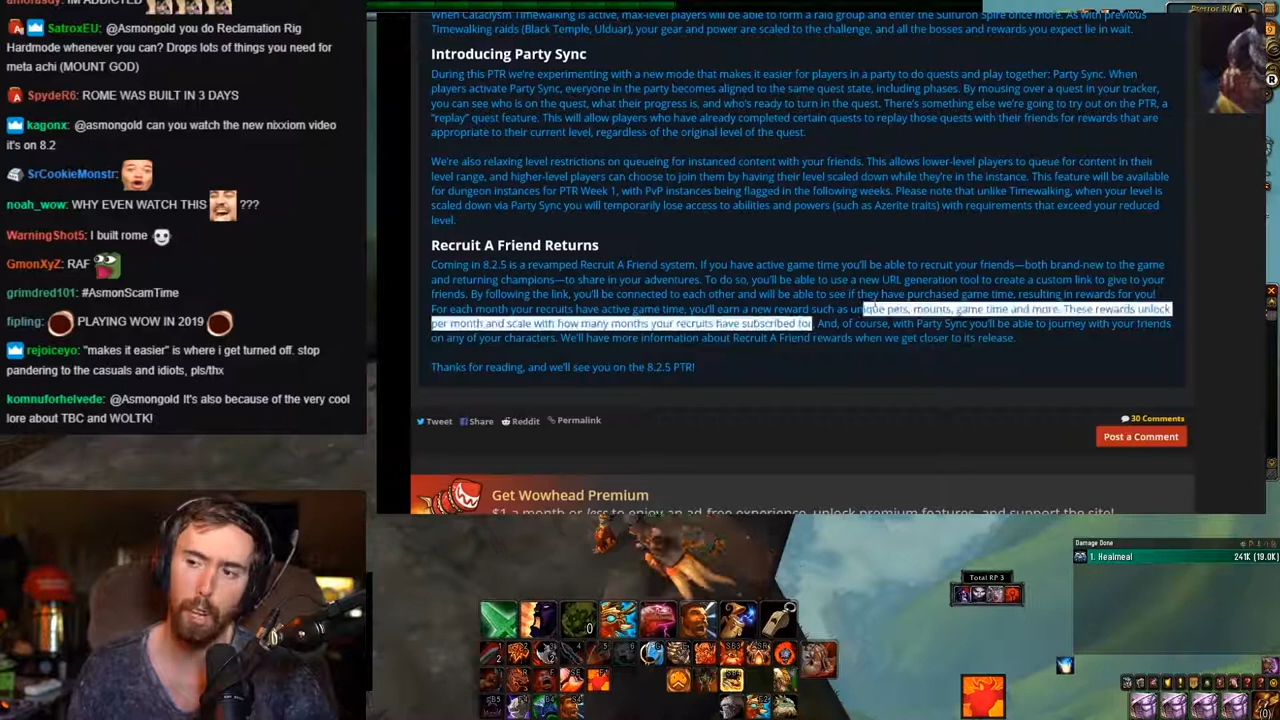 SatroxEU: @Asmongold you do Reclamation Rig
Hardmode whenever you can? Drops lots of things you need for
meta achi (MOUNT GOD)
SpydeR6: ROME WAS BUILT IN 3 DAYS
kagonx: @asmongold can you watch the new nixxiom video
it's on 8.2
SrCookieMonstr:
noah_wow: WHY EVEN WATCH THIS ???
WarningShot5: I built rome
GmonXyZ: RAF
grimdred101: #AsmonScamTime
fipling: PLAYING WOW IN 2019
rejoiceyo: "makes it easier" is where i get turned off. stop
pandering to the casuals and idiots, pls/thx
komnuforhelvede: @Asmongold It's also because of the very cool
lore about TBC and WOLTK!
When Cataclysm Timewalking is active, max-level players will be able to form a raid group and enter the Sulfuron Spire once more. As with previous
Timewalking raids (Black Temple, Ulduar), your gear and power are scaled to the challenge, and all the bosses and rewards you expect lie in wait.
Introducing Party Sync
During this PTR we're experimenting with a new mode that makes it easier for players in a party to do quests and play together: Party Sync. When
players activate Party Sync, everyone in the party becomes aligned to the same quest state, including phases. By mousing over a quest in your tracker,
you can see who is on the quest, what their progress is, and who's ready to turn in the quest. There's something else we're going to try out on the PTR, a
"replay" quest feature. This will allow players who have already completed certain quests to replay those quests with their friends for rewards that are
appropriate to their current level, regardless of the original level of the quest.
We're also relaxing level restrictions on queueing for instanced content with your friends. This allows lower-level players to queue for content in their
level range, and higher-level players can choose to join them by having their level scaled down while they're in the instance. This feature will be available
for dungeon instances for PTR Week 1, with PvP instances being flagged in the following weeks. Please note that unlike Timewalking, when your level is
scaled down via Party Sync you will temporarily lose access to abilities and powers (such as Azerite traits) with requirements that exceed your reduced
level.
Recruit A Friend Returns
Coming in 8.2.5 is a revamped Recruit A Friend system. If you have active game time you'll be able to recruit your friends—both brand-new to the game
and returning champions—to share in your adventures. To do so, you'll be able to use a new URL generation tool to create a custom link to give to your
friends. By following the link, you'll be connected to each other and will be able to see if they have purchased game time, resulting in rewards for you!
For each month your recruits have active game time, you'll earn a new reward such as unique pets, mounts, game time and more. These rewards unlock
per month and scale with how many months your recruits have subscribed for. And, of course, with Party Sync you'll be able to journey with your friends
on any of your characters. We'll have more information about Recruit A Friend rewards when we get closer to its release.
Thanks for reading, and we'll see you on the 8.2.5 PTR!
Tweet Share Reddit Permalink
30 Comments
Post a Comment
Get Wowhead Premium
$1 a month or less to enjoy an ad-free experience, unlock premium features, and support the site!
Damage Done
1. Healmeal 241K (19.0K)
Total RP 3